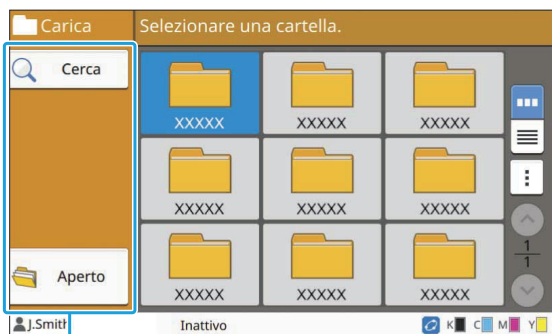 Carica
Selezionare una cartella.
Cerca
XXXXX XXXXX XXXXX
XXXXX XXXXX XXXXX
Aperto
XXXXX XXXXX XXXXX
1
1
J.Smith
Inattivo
K C M Y